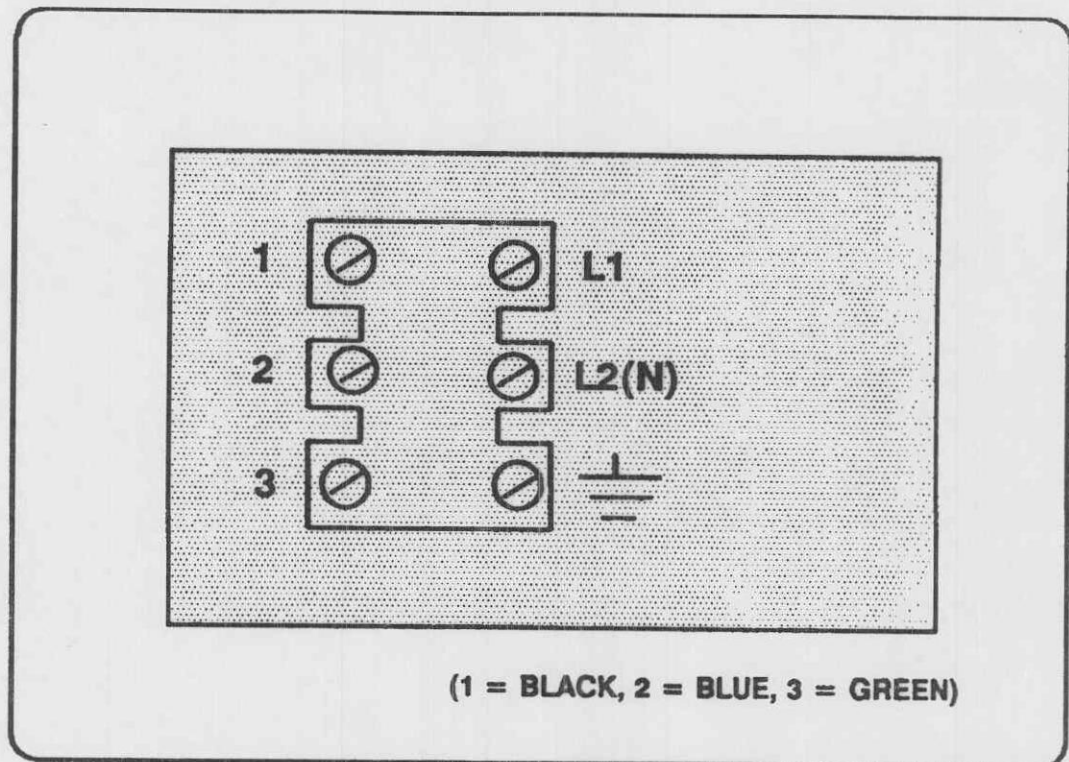 1 L1
2 L2(N)
3
(1 = BLACK, 2 = BLUE, 3 = GREEN)